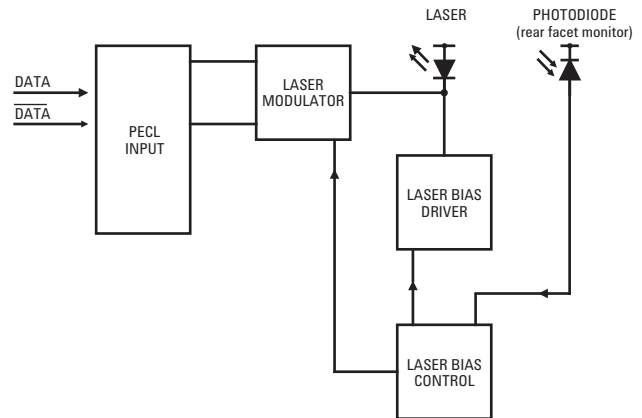 LASER
PHOTODIODE
(rear facet monitor)
DATA
DATA
PECL
INPUT
LASER
MODULATOR
LASER BIAS
DRIVER
LASER BIAS
CONTROL